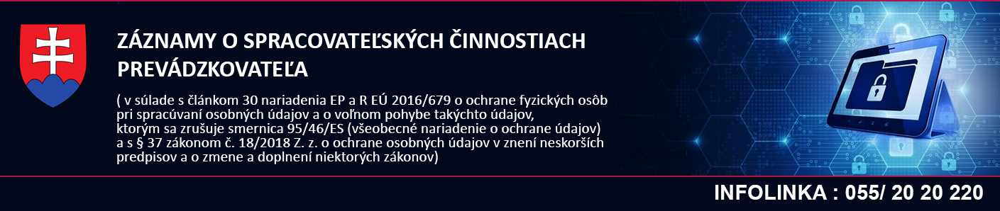 ZÁZNAMY O SPRACOVATEĽSKÝCH ČINNOSTIACH
PREVÁDZKOVATEĽA
( v súlade s článkom 30 nariadenia EP a R EÚ 2016/679 o ochrane fyzických osôb
pri spracúvaní osobných údajov a o voľnom pohybe takýchto údajov,
ktorým sa zrušuje smernica 95/46/ES (všeobecné nariadenie o ochrane údajov)
a s § 37 zákonom č. 18/2018 Z. z. o ochrane osobných údajov v znení neskorších
predpisov a o zmene a doplnení niektorých zákonov)
INFOLINKA : 055/ 20 20 220